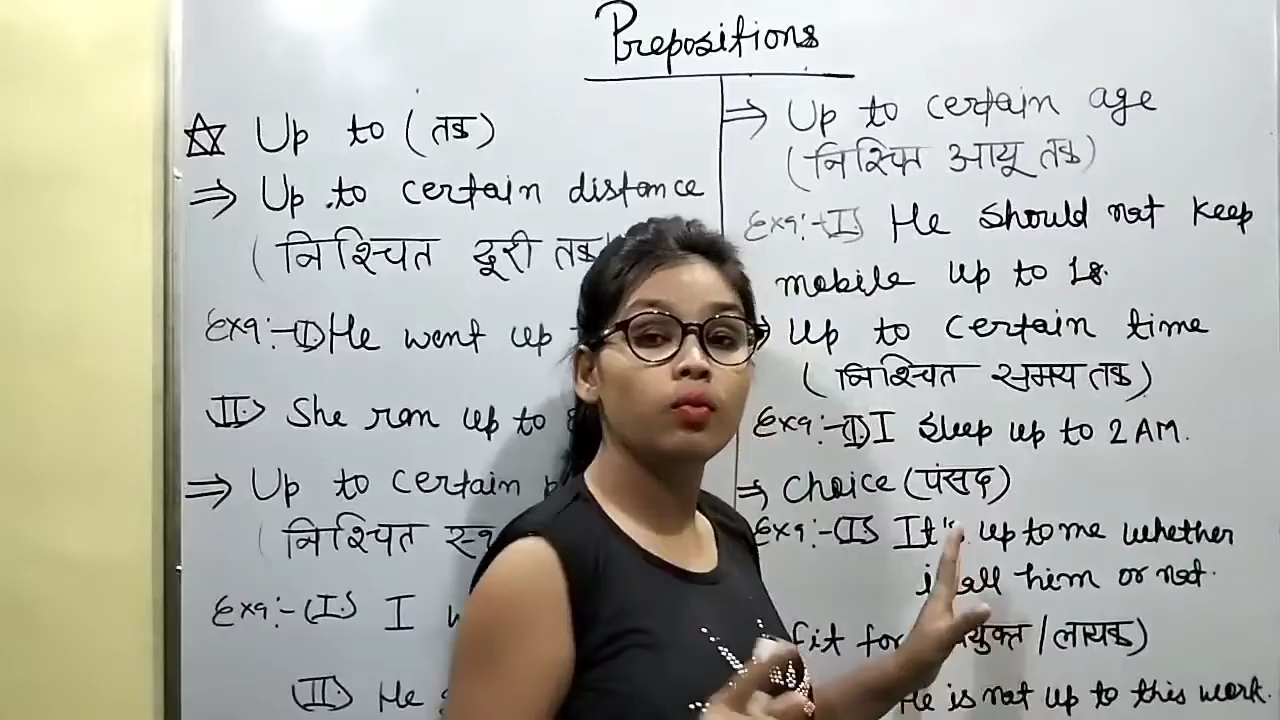 Prepositions
Up to (तक)
⇒ Up to certain distance
(निश्चित दूरी तक
Exa:-(I) He went up
(II) She ran up to
⇒ Up to certain
(निश्चित
Exa:-(I) I
(II) He
⇒ Up to certain age
(निश्चित आयू तक)
Exa:-(I) He should not keep
mobile up to 18.
Up to certain time
(निश्चित समय तक)
Exa:-(I) I sleep up to 2 AM.
⇒ Choice (पंसद)
Exa:-(I) It's up to me whether
him or not.
fit for /लायक)
He is not up to this work.